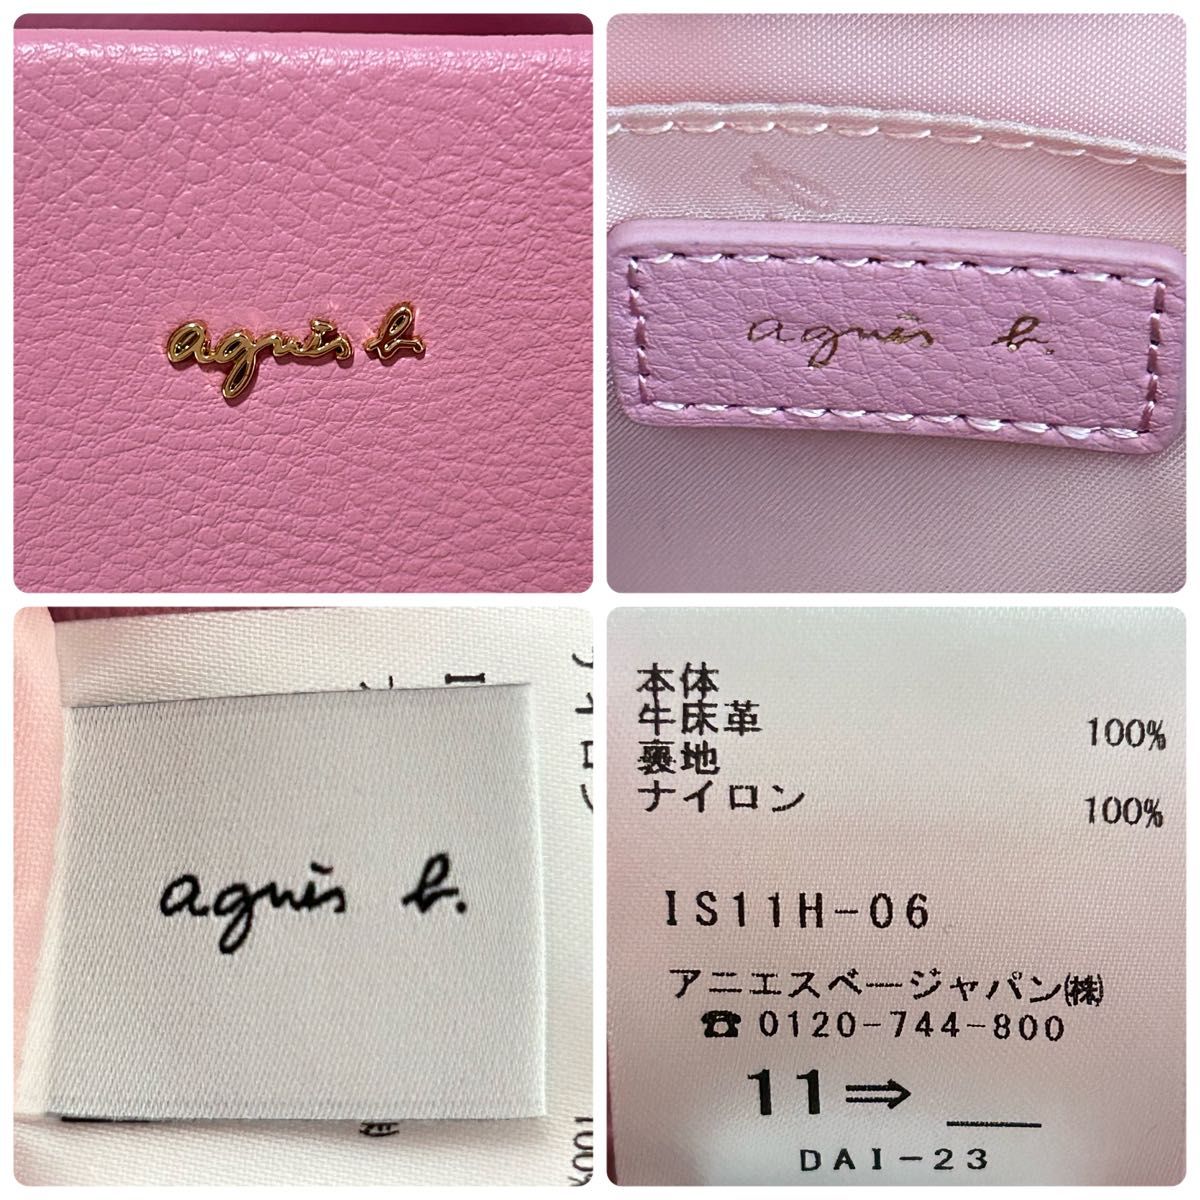 agnès b.
agnès b.
agnès b.
本体
牛床革 100%
裏地
ナイロン 100%
IS11H-06
アニエスベージャパン㈱
☎0120-744-800
11⇒
DAI-23